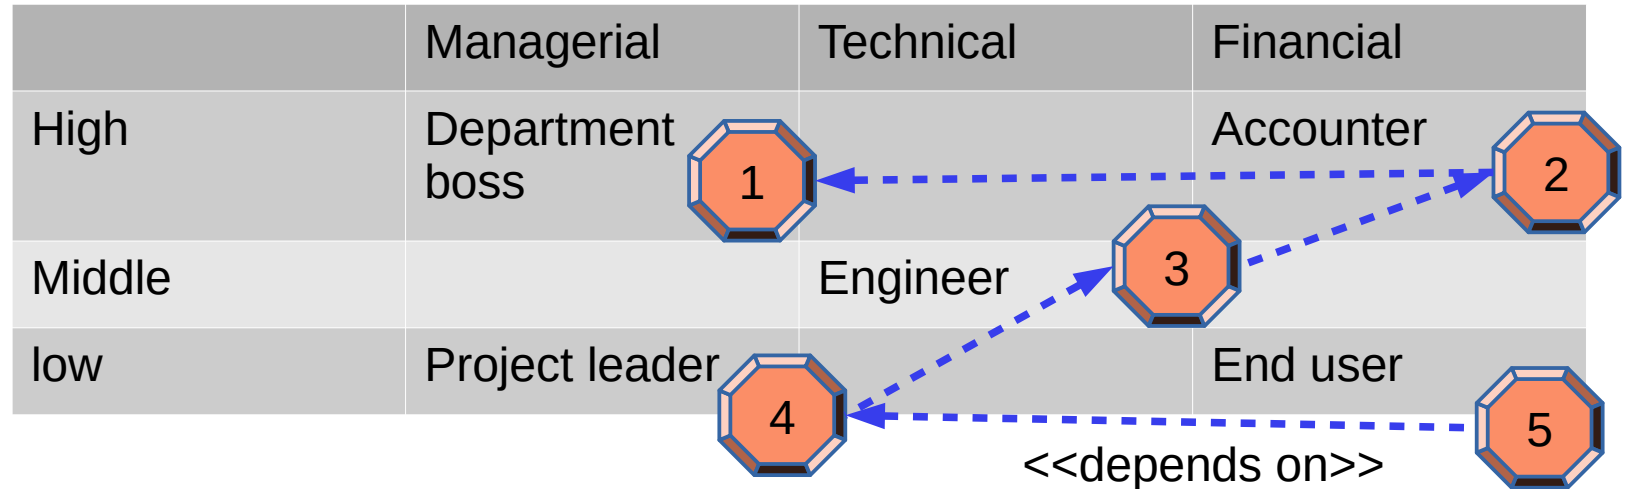 Managerial Technical Financial
High Department boss 1 Accounter 2
Middle Engineer 3
low Project leader 4 End user 5
<<depends on>>